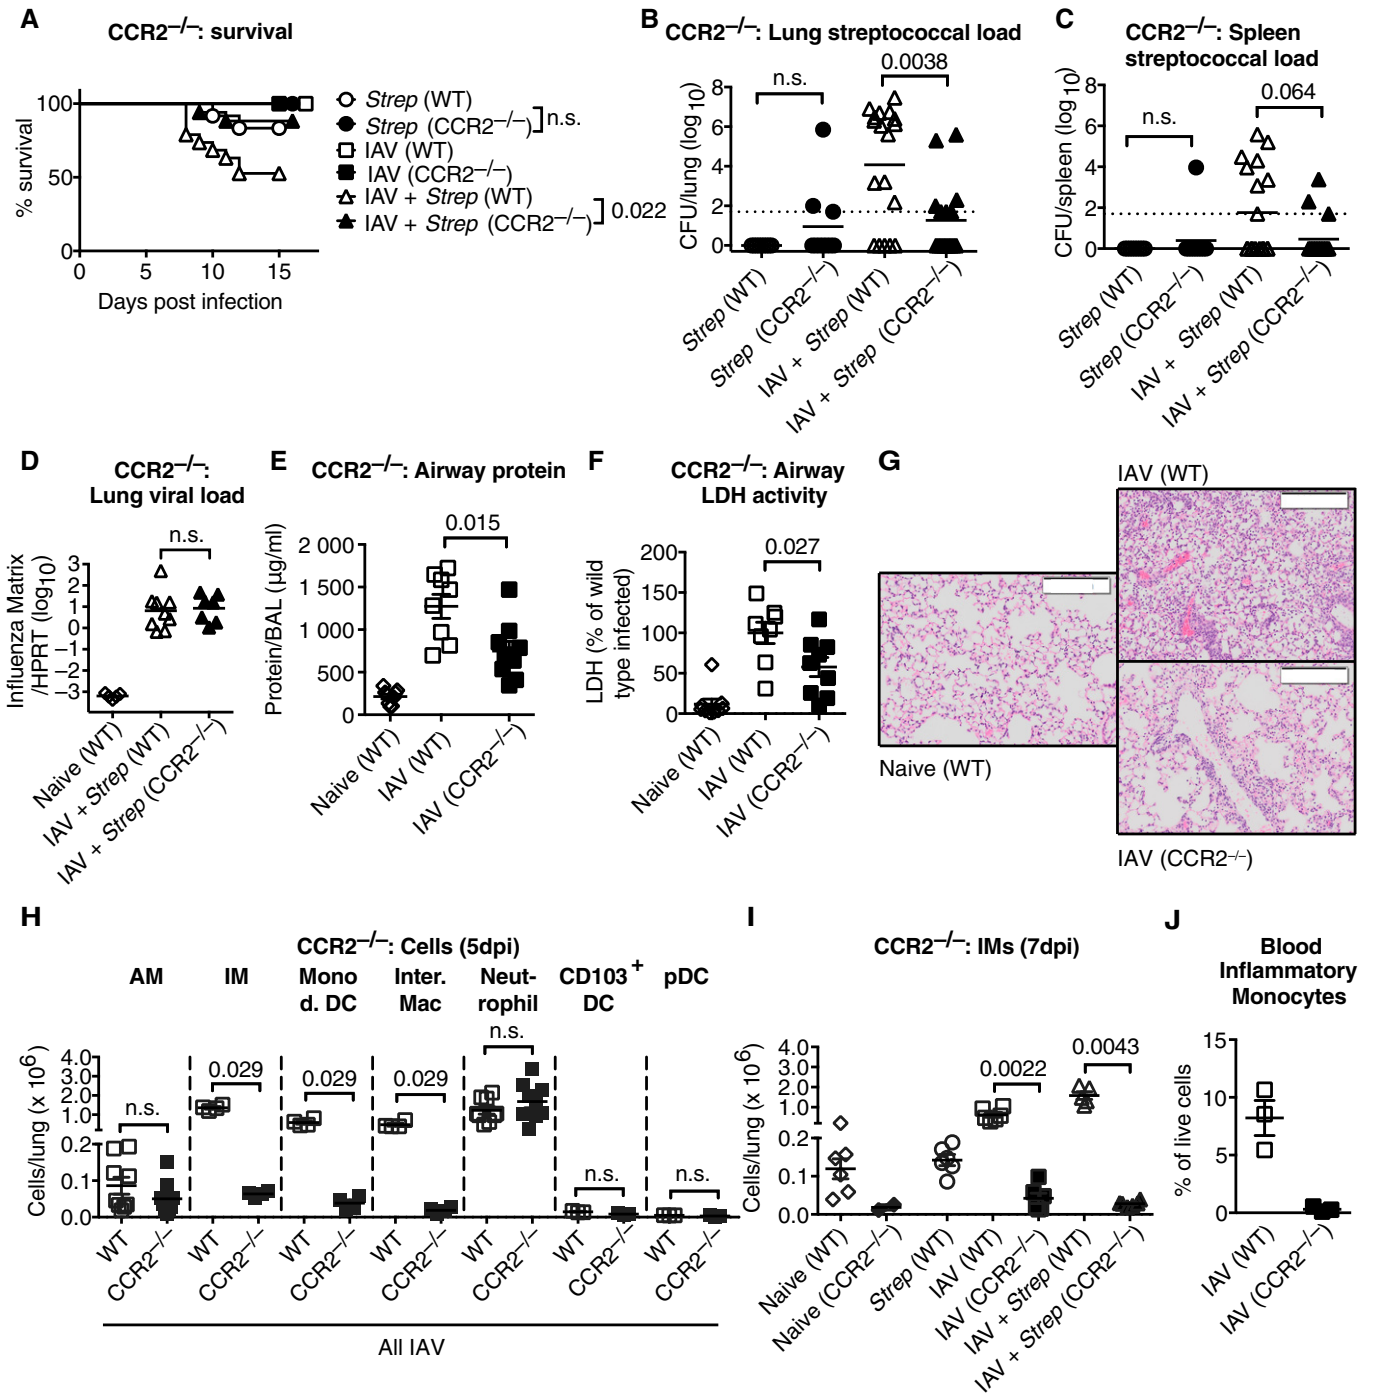 A
CCR2–/–: survival
% survival
100
50
0
0 5 10 15
Days post infection
Strep (WT)
Strep (CCR2–/–)
n.s.
IAV (WT)
IAV (CCR2–/–)
IAV + Strep (WT)
IAV + Strep (CCR2–/–)
0.022
B
CCR2–/–: Lung streptococcal load
CFU/lung (log10)
8
6
4
2
0
n.s.
0.0038
Strep (WT)
Strep (CCR2–/–)
IAV + Strep (WT)
IAV + Strep (CCR2–/–)
C
CCR2–/–: Spleen
streptococcal load
CFU/spleen (log10)
8
6
4
2
0
n.s.
0.064
Strep (WT)
Strep (CCR2–/–)
IAV + Strep (WT)
IAV + Strep (CCR2–/–)
D
CCR2–/–:
Lung viral load
Influenza Matrix
/HPRT (log10)
3
2
1
0
–1
–2
–3
n.s.
Naive (WT)
IAV + Strep (WT)
IAV + Strep (CCR2–/–)
E
CCR2–/–: Airway protein
Protein/BAL (µg/ml)
2 000
1 500
1 000
500
0
0.015
Naive (WT)
IAV (WT)
IAV (CCR2–/–)
F
CCR2–/–: Airway
LDH activity
LDH (% of wild
type infected)
200
150
100
50
0
0.027
Naive (WT)
IAV (WT)
IAV (CCR2–/–)
G
IAV (WT)
Naive (WT)
IAV (CCR2–/–)
H
CCR2–/–: Cells (5dpi)
AM
IM
Mono
d. DC
Inter.
Mac
Neut-
rophil
CD103+
DC
pDC
Cells/lung (x 106)
4.0
3.0
2.0
1.0
0.2
0.1
0.0
n.s.
0.029
0.029
0.029
n.s.
n.s.
n.s.
WT
CCR2–/–
WT
CCR2–/–
WT
CCR2–/–
WT
CCR2–/–
WT
CCR2–/–
WT
CCR2–/–
WT
CCR2–/–
All IAV
I
CCR2–/–: IMs (7dpi)
Cells/lung (x 106)
4.0
3.0
2.0
1.0
0.2
0.1
0.0
0.0022
0.0043
Naive (WT)
Naive (CCR2–/–)
Strep (WT)
IAV (WT)
IAV (CCR2–/–)
IAV + Strep (WT)
IAV + Strep (CCR2–/–)
J
Blood
Inflammatory
Monocytes
% of live cells
15
10
5
0
IAV (WT)
IAV (CCR2–/–)